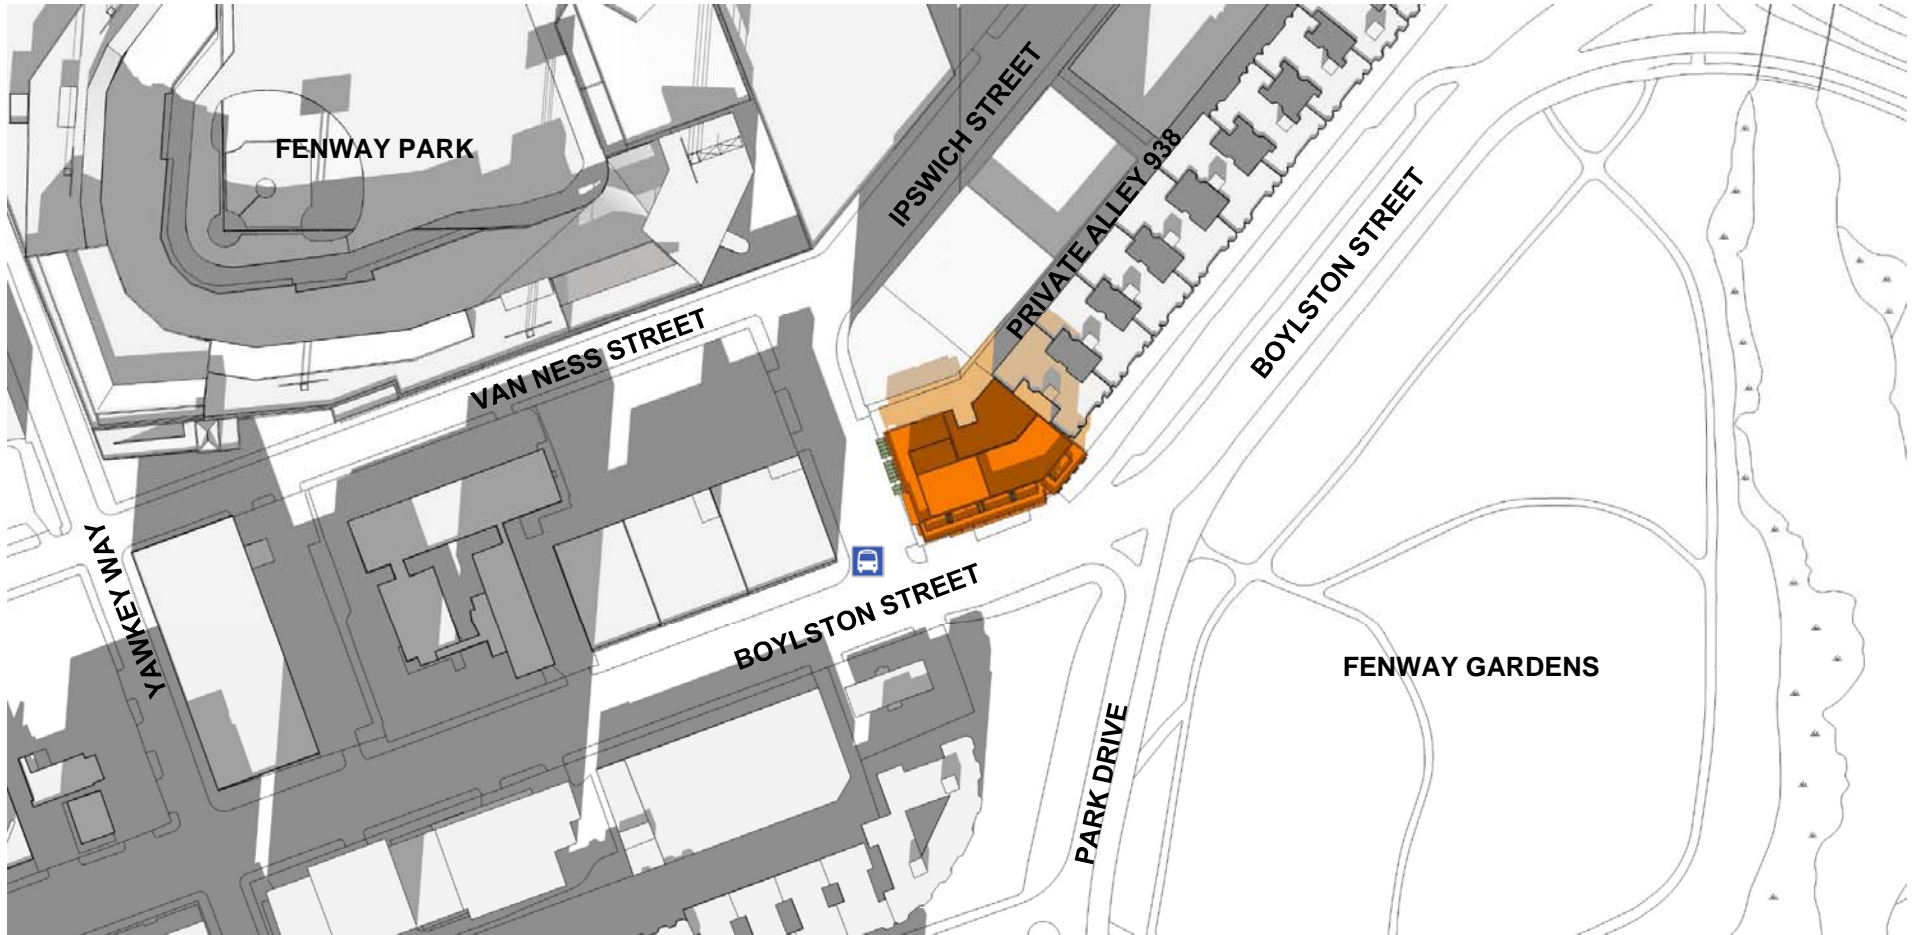 FENWAY PARK
IPSWICH STREET
PRIVATE ALLEY 938
BOYLSTON STREET
VAN NESS STREET
YAWKEY WAY
BOYLSTON STREET
FENWAY GARDENS
PARK DRIVE